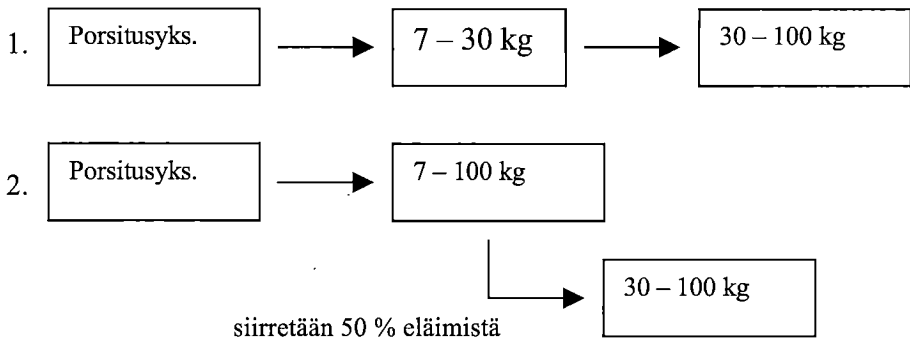 1. Porsitusyks. 7 – 30 kg 30 – 100 kg
2. Porsitusyks. 7 – 100 kg
30 – 100 kg
siirretään 50 % eläimistä